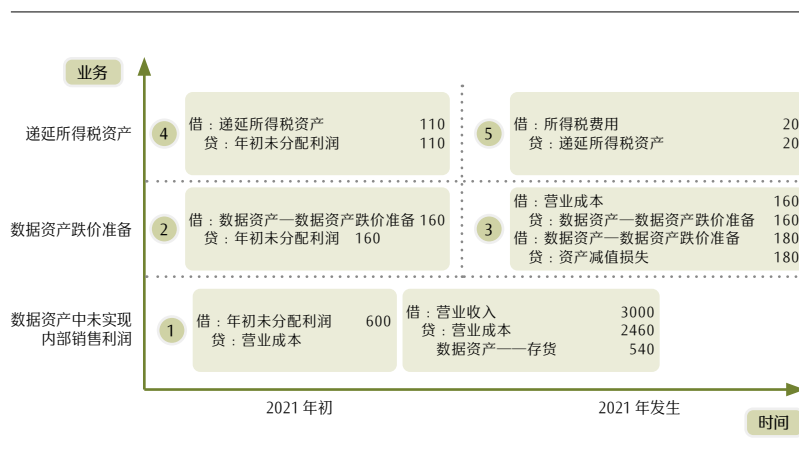 业务
递延所得税资产
4
借：递延所得税资产 110
贷：年初未分配利润 110
5
借：所得税费用 20
贷：递延所得税资产 20
数据资产跌价准备
2
借：数据资产—数据资产跌价准备 160
贷：年初未分配利润 160
3
借：营业成本 160
贷：数据资产—数据资产跌价准备 160
借：数据资产—数据资产跌价准备 180
贷：资产减值损失 180
数据资产中未实现
内部销售利润
1
借：年初未分配利润 600
贷：营业成本
借：营业收入 3000
贷：营业成本 2460
数据资产——存货 540
2021 年初
2021 年发生
时间